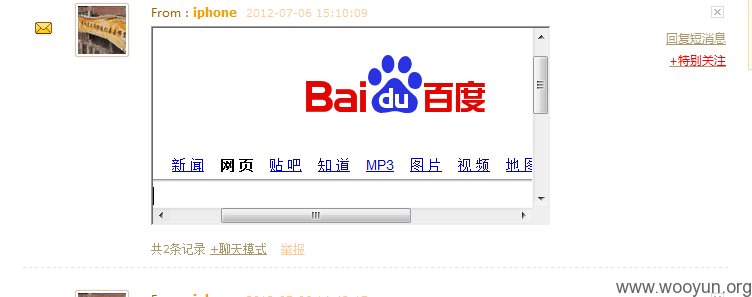 From : iphone 2012-07-06 15:10:09
回复短消息
+特别关注
Bai du 百度
新闻 网页 贴吧 知道 MP3 图片 视频 地图
共2条记录 +聊天模式 举报
www.wooyun.org